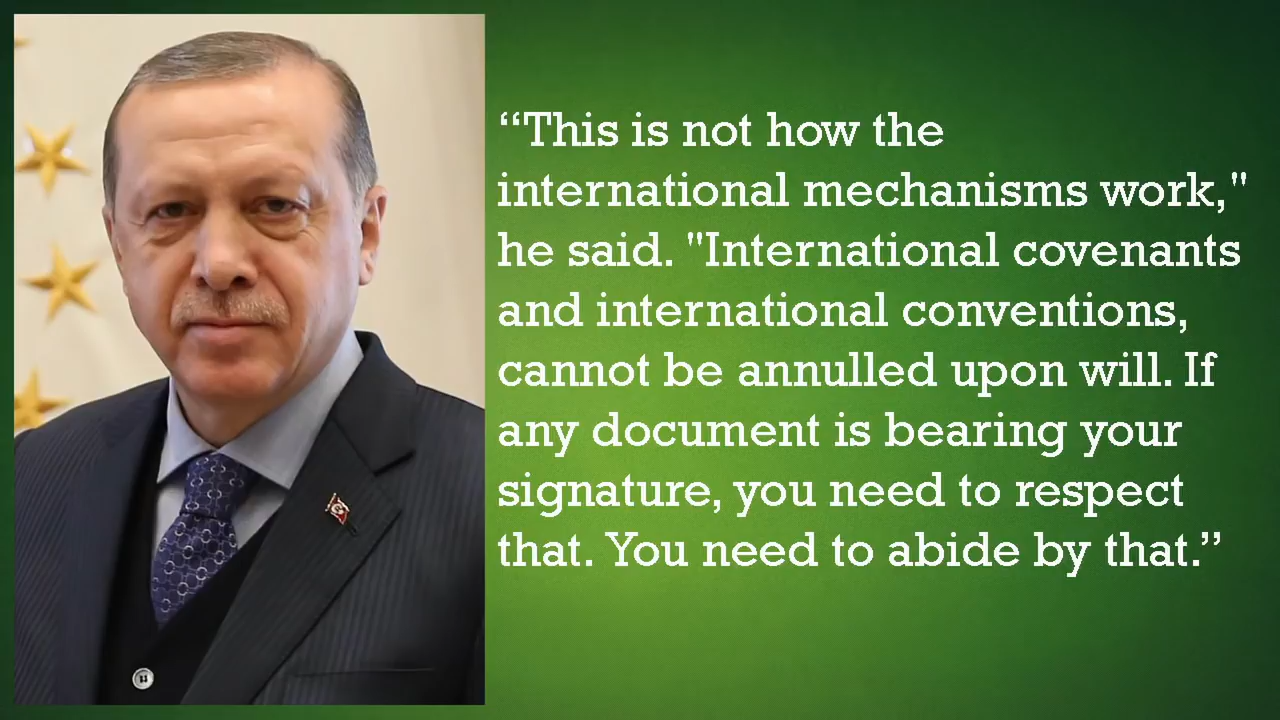 “This is not how the
international mechanisms work,"
he said. "International covenants
and international conventions,
cannot be annulled upon will. If
any document is bearing your
signature, you need to respect
that. You need to abide by that.”